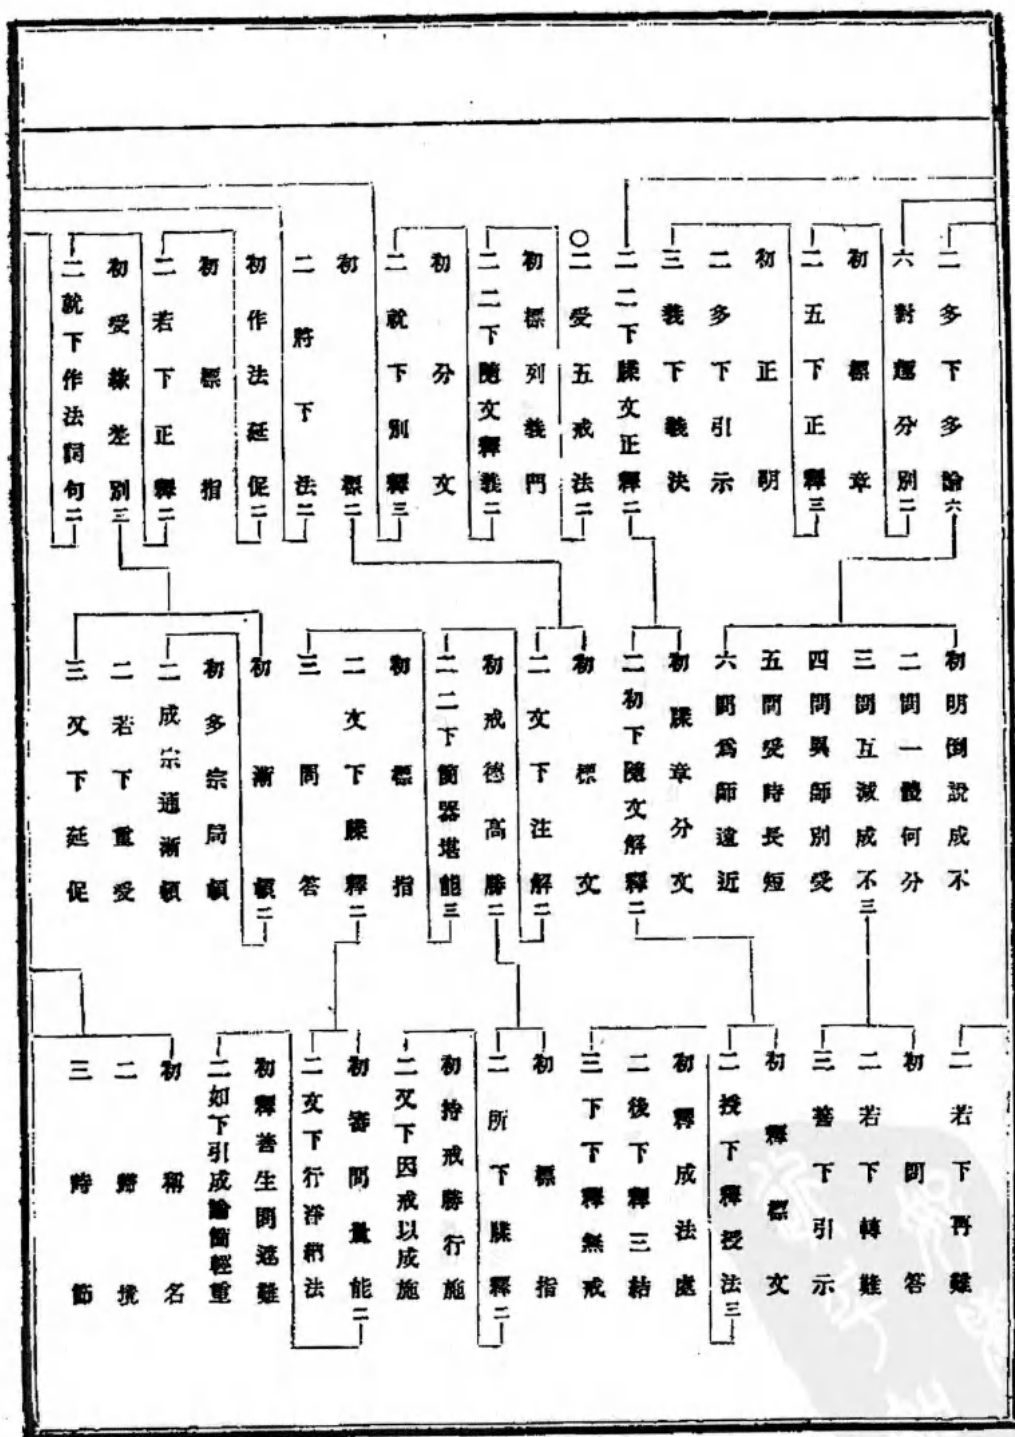 二多下多論六
六對趣分別二
初標章
二五下正釋三
初正明
二多下引示
三義下義決
二二下牒文正釋二
○二受五戒法二
初標列義門
二二下隨文釋義二
初分文
二就下別釋三
初標二
二將下法二
初作法延促二
初標指
二若下正釋二
初受緣差別三
二就下作法詞句二
初明倒說成不
二問一體何分
三問互減成不三
四問異師別受
五問受時長短
六問為師遠近
初牒章分文
二初下隨文解釋二
初標文
二文下注解二
初戒德高勝二
二二下簡器堪能三
初標指
二文下牒釋二
三問答
初漸頓二
初多宗局頓
二成宗通漸頓
二若下重受
三又下延促
二若下再難
初問答
二若下轉難
三善下引示
初釋標文
二授下釋授法三
初釋成法處
二後下釋三結
三下下釋無戒
初標指
二所下牒釋二
初持戒勝行施
二又下因戒以成施
初審問量能二
二文下行淨納法
初釋善生問遮難
二如下引成論簡輕重
初稱名
二歸境
三時節